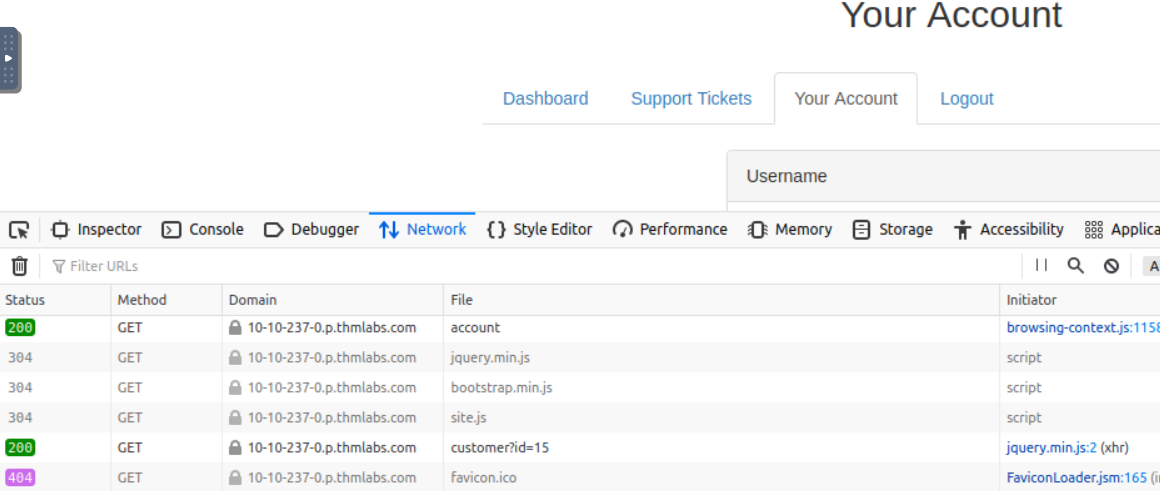 Your Account
Dashboard Support Tickets Your Account Logout
Username
Inspector Console Debugger Network Style Editor Performance Memory Storage Accessibility Applica
Filter URLs A
Status Method Domain File Initiator
200 GET 10-10-237-0.p.thmlabs.com account browsing-context.js:1158
304 GET 10-10-237-0.p.thmlabs.com jquery.min.js script
304 GET 10-10-237-0.p.thmlabs.com bootstrap.min.js script
304 GET 10-10-237-0.p.thmlabs.com site.js script
200 GET 10-10-237-0.p.thmlabs.com customer?id=15 jquery.min.js:2 (xhr)
404 GET 10-10-237-0.p.thmlabs.com favicon.ico FaviconLoader.jsm:165 (i